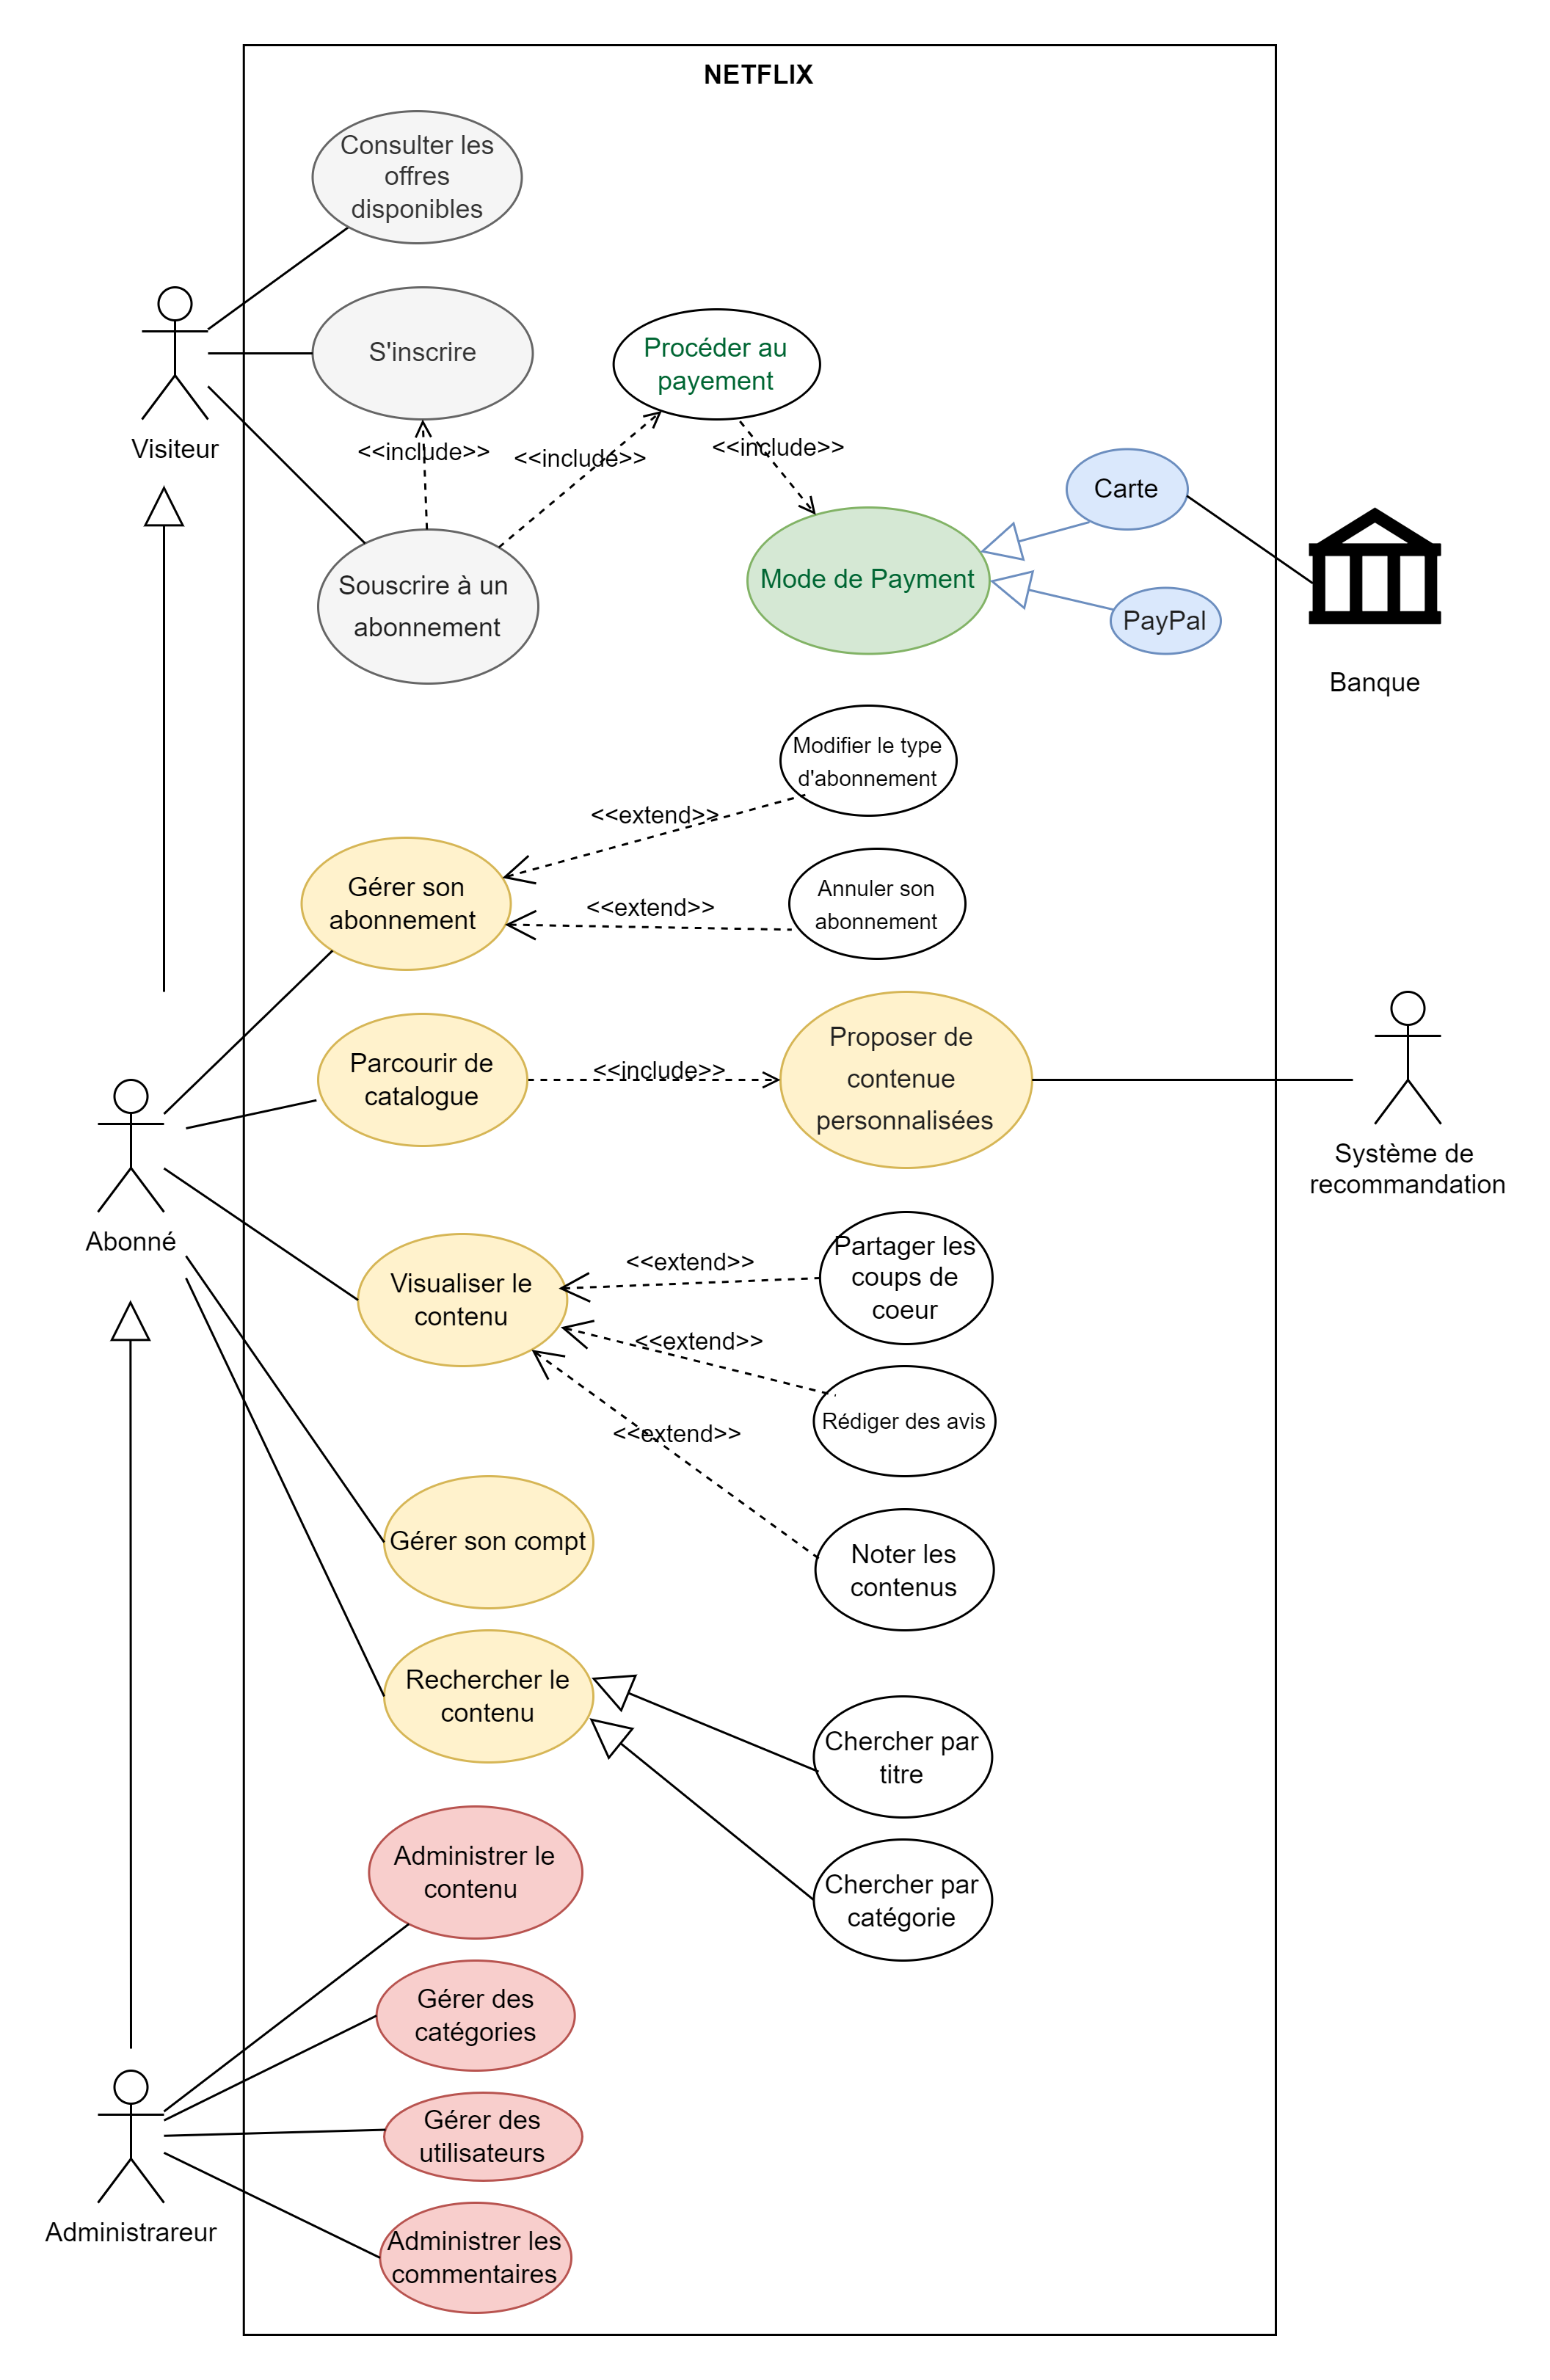 NETFLIX
Consulter les
offres
disponibles
S'inscrire
Procéder au
payement
Visiteur
<<include>>
<<include>>
<<include>>
Carte
Souscrire à un
abonnement
Mode de Payment
PayPal
Banque
Modifier le type
d'abonnement
<<extend>>
Gérer son
abonnement
<<extend>>
Annuler son
abonnement
Parcourir de
catalogue
<<include>>
Proposer de
contenue
personnalisées
Système de
recommandation
Abonné
Visualiser le
contenu
<<extend>>
Partager les
coups de
coeur
<<extend>>
Rédiger des avis
<<extend>>
Gérer son compt
Noter les
contenus
Rechercher le
contenu
Chercher par
titre
Administrer le
contenu
Chercher par
catégorie
Gérer des
catégories
Gérer des
utilisateurs
Administrareur
Administrer les
commentaires